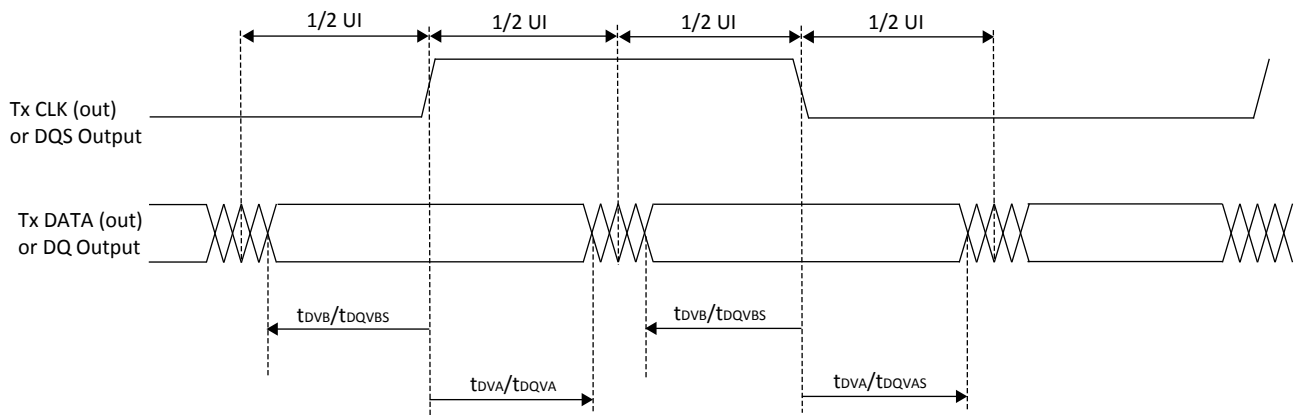 1/2 UI 1/2 UI 1/2 UI 1/2 UI
Tx CLK (out)
or DQS Output
Tx DATA (out)
or DQ Output
tDVB/tDQVBS tDVB/tDQVBS
tDVA/tDQVA tDVA/tDQVAS